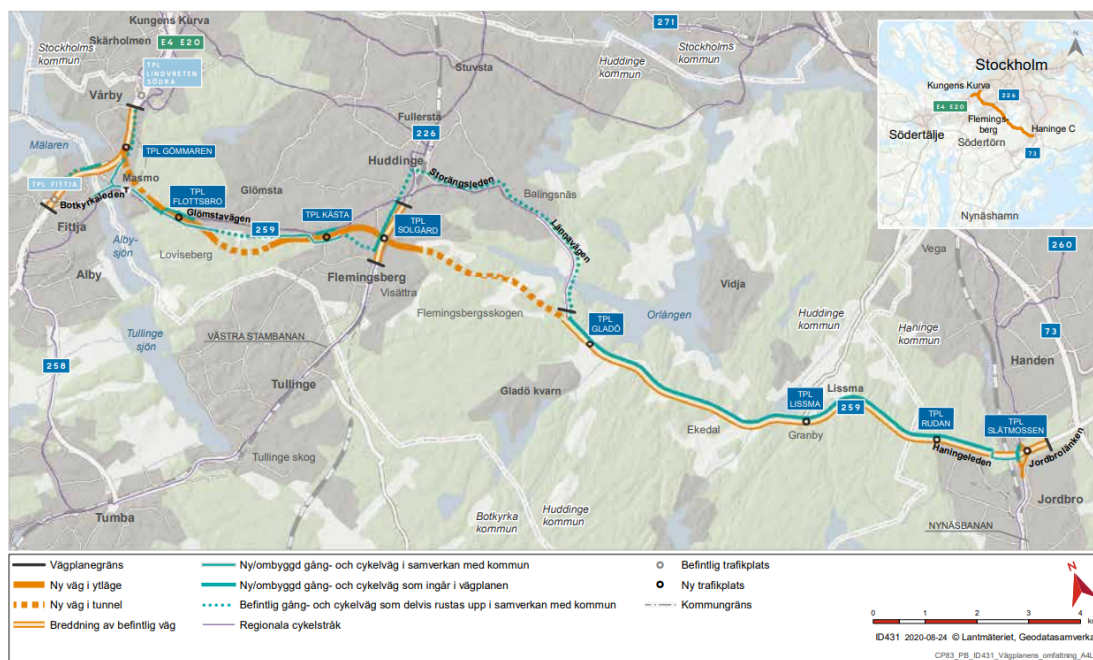 Kungens Kurva
Skärholmen
E4 E20
Stockholms
kommun
TPL
LINDVRETEN
SÖDRA
Vårby
271
Stockholms
kommun
Huddinge
kommun
Stuvsta
Fullersta
226
Mälaren
TPL GÖMMAREN
Huddinge
Storängsleden
Masmo
TPL FITTJA
Botkyrkaleden
T
TPL
FLOTTSBRO
Glömsta
Glömstavägen
259
TPL KÄSTA
TPL
SOLGÅRD
Balingsnäs
Långavägen
Fittja
Alby-
sjön
Loviseberg
Alby
Flemingsberg
Visättra
Flemingsbergsskogen
Vidja
Orlången
TPL
GLADÖ
Huddinge
kommun
Haninge
kommun
Vega
260
73
Handen
Tullinge
sjön
VÄSTRA STAMBANAN
258
Tullinge
Gladö kvarn
Ekedal
TPL
LISSMA
Granby
Lissma
259
TPL
RUDAN
Haningeleden
TPL
SLÄTMOSSEN
Jordbrolänken
Jordbro
Tullinge skog
Tumba
Botkyrka
kommun
Huddinge
kommun
NYNÄSBANAN
N
Stockholm
Kungens Kurva
226
E4 E20
Flemings-
berg
Haninge C
Södertälje
Södertörn
73
Nynäshamn
Vägplanegräns
Ny väg i ytläge
Ny väg i tunnel
Breddning av befintlig väg
Ny/ombyggd gång- och cykelväg i samverkan med kommun
Ny/ombyggd gång- och cykelväg som ingår i vägplanen
Befintlig gång- och cykelväg som delvis rustas upp i samverkan med kommun
Regionala cykelstråk
Befintlig trafikplats
Ny trafikplats
Kommungräns
N
0 1 2 3 4
km
ID431 2020-08-24 © Lantmäteriet, Geodatasamverka
CP83_PB_ID431_Vägplanens_omfattning_A4L